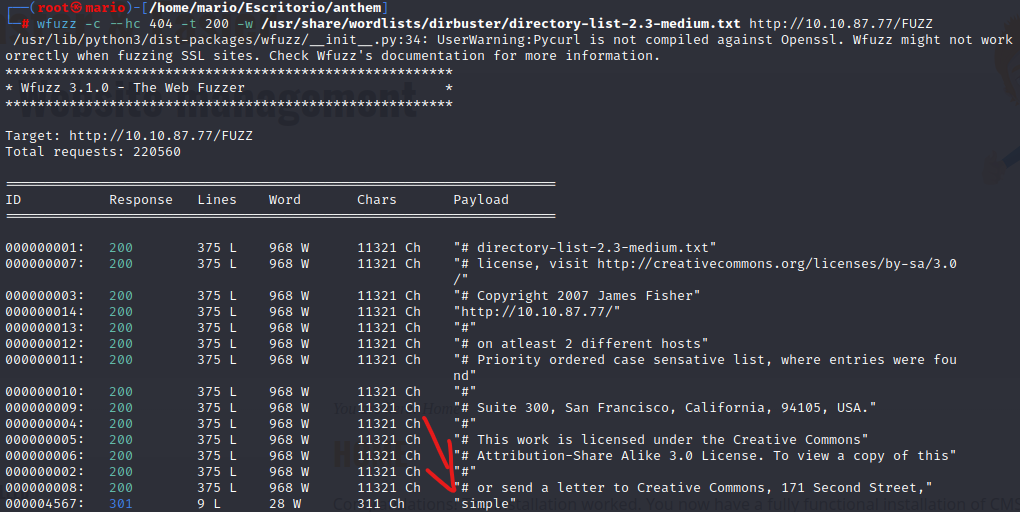 ┌──(root㉿mario)-[/home/mario/Escritorio/anthem]
└─# wfuzz -c --hc 404 -t 200 -w /usr/share/wordlists/dirbuster/directory-list-2.3-medium.txt http://10.10.87.77/FUZZ
/usr/lib/python3/dist-packages/wfuzz/__init__.py:34: UserWarning:Pycurl is not compiled against Openssl. Wfuzz might not work
orrectly when fuzzing SSL sites. Check Wfuzz's documentation for more information.
********************************************************
* Wfuzz 3.1.0 - The Web Fuzzer *
********************************************************
Website Management
Target: http://10.10.87.77/FUZZ
Total requests: 220560
=====================================================================
ID Response Lines Word Chars Payload
=====================================================================
000000001: 200 375 L 968 W 11321 Ch "# directory-list-2.3-medium.txt"
000000007: 200 375 L 968 W 11321 Ch "# license, visit http://creativecommons.org/licenses/by-sa/3.0
/"
000000003: 200 375 L 968 W 11321 Ch "# Copyright 2007 James Fisher"
000000014: 200 375 L 968 W 11321 Ch "http://10.10.87.77/"
000000013: 200 375 L 968 W 11321 Ch "#"
000000012: 200 375 L 968 W 11321 Ch "# on atleast 2 different hosts"
000000011: 200 375 L 968 W 11321 Ch "# Priority ordered case sensative list, where entries were fou
nd"
000000010: 200 375 L 968 W 11321 Ch "#"
000000009: 200 375 L 968 W 11321 Ch "# Suite 300, San Francisco, California, 94105, USA."
000000004: 200 375 L 968 W 11321 Ch "#"
000000005: 200 375 L 968 W 11321 Ch "# This work is licensed under the Creative Commons"
000000006: 200 375 L 968 W 11321 Ch "# Attribution-Share Alike 3.0 License. To view a copy of this"
000000002: 200 375 L 968 W 11321 Ch "#"
000000008: 200 375 L 968 W 11321 Ch "# or send a letter to Creative Commons, 171 Second Street,"
000004567: 301 9 L 28 W 311 Ch "simple"